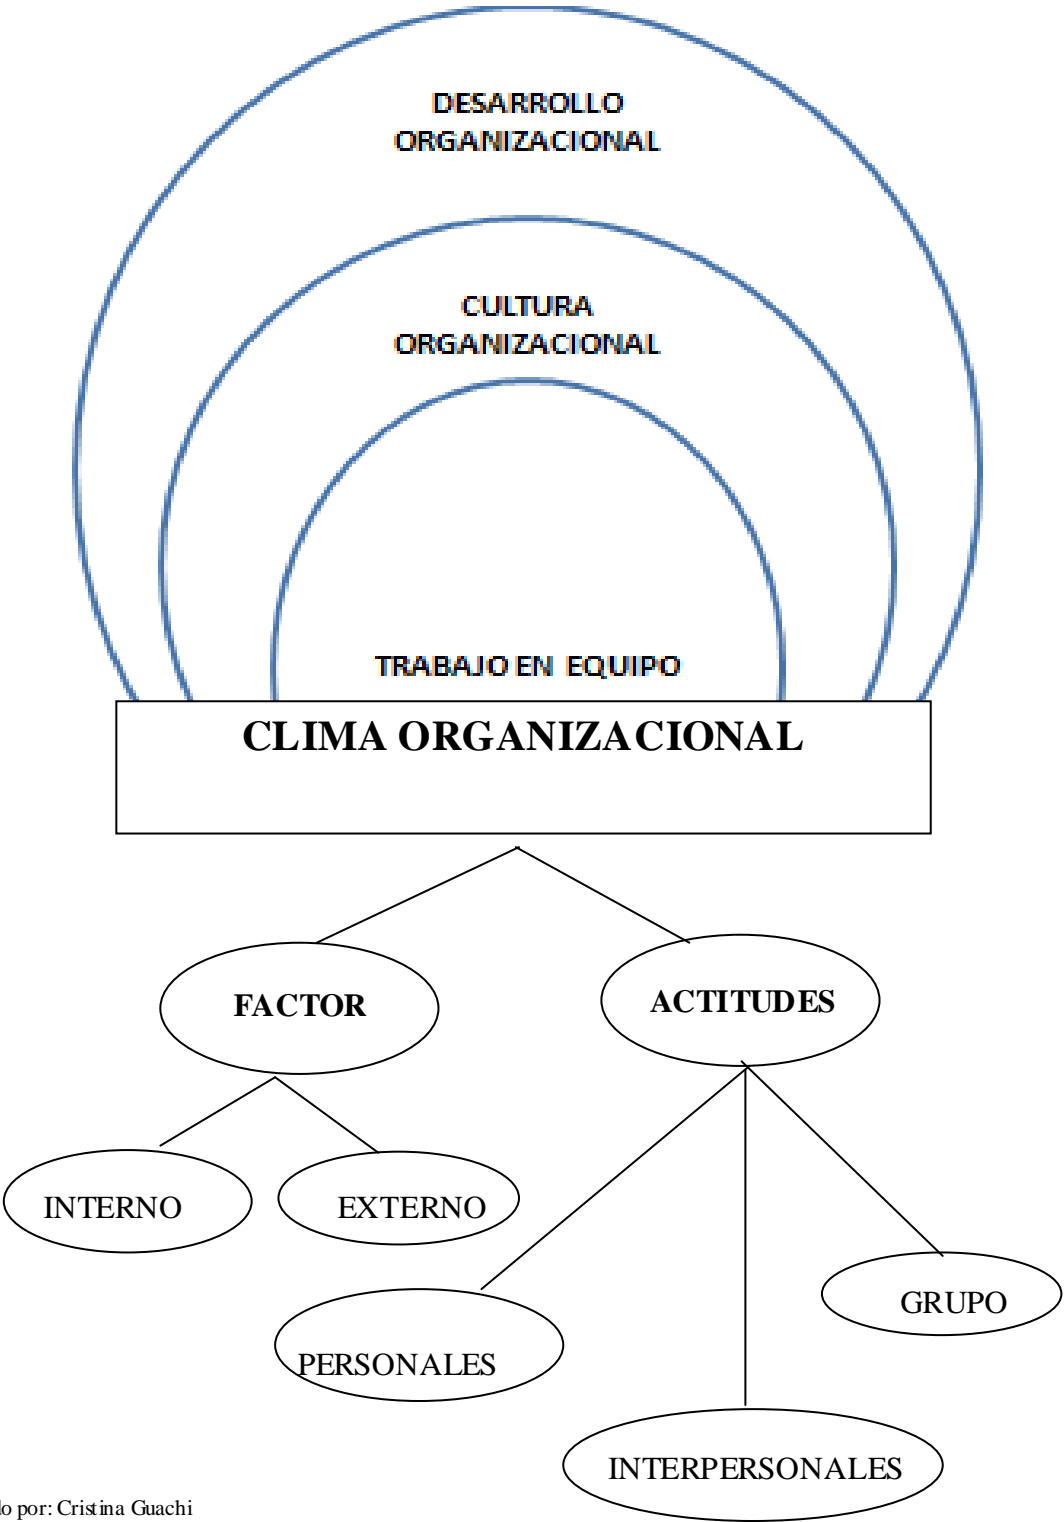 DESARROLLO
ORGANIZACIONAL
CULTURA
ORGANIZACIONAL
TRABAJO EN EQUIPO
CLIMA ORGANIZACIONAL
FACTOR
ACTITUDES
INTERNO
EXTERNO
GRUPO
PERSONALES
INTERPERSONALES
por: Cristina Guachi